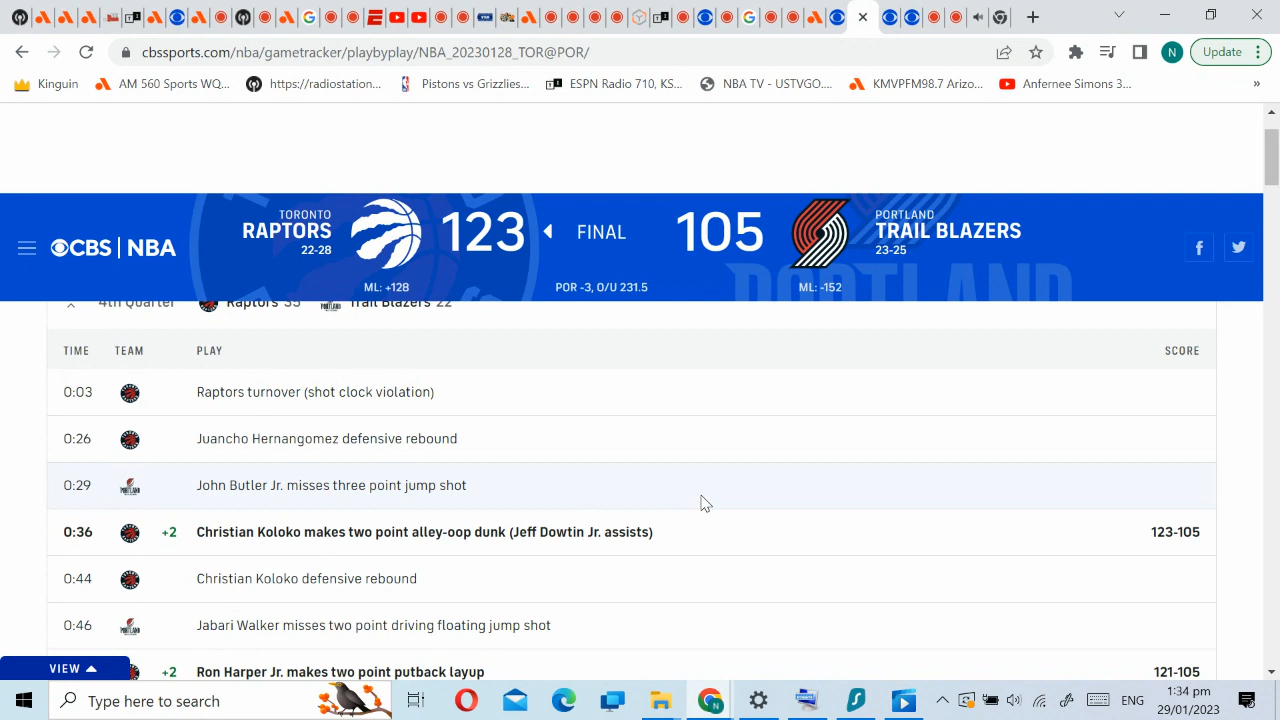 cbssports.com/nba/gametracker/playbyplay/NBA_20230128_TOR@POR/
N
Update
Kinguin
AM 560 Sports WQ...
https://radiostation...
Pistons vs Grizzlies...
ESPN Radio 710, KS...
NBA TV - USTVGO....
KMVPFM98.7 Arizo...
Anfernee Simons 3...
»
CBS | NBA
TORONTO
RAPTORS
22-28
123
FINAL
105
PORTLAND
TRAIL BLAZERS
23-25
ML: +128
POR -3, O/U 231.5
ML: -152
PORTLAND
4th Quarter Raptors 35 Trail Blazers 22
TIME TEAM PLAY SCORE
0:03 Raptors turnover (shot clock violation)
0:26 Juancho Hernangomez defensive rebound
0:29 John Butler Jr. misses three point jump shot
0:36 +2 Christian Koloko makes two point alley-oop dunk (Jeff Dowtin Jr. assists) 123-105
0:44 Christian Koloko defensive rebound
0:46 Jabari Walker misses two point driving floating jump shot
+2 Ron Harper Jr. makes two point putback layup 121-105
VIEW
Type here to search
ENG
1:34 pm
29/01/2023